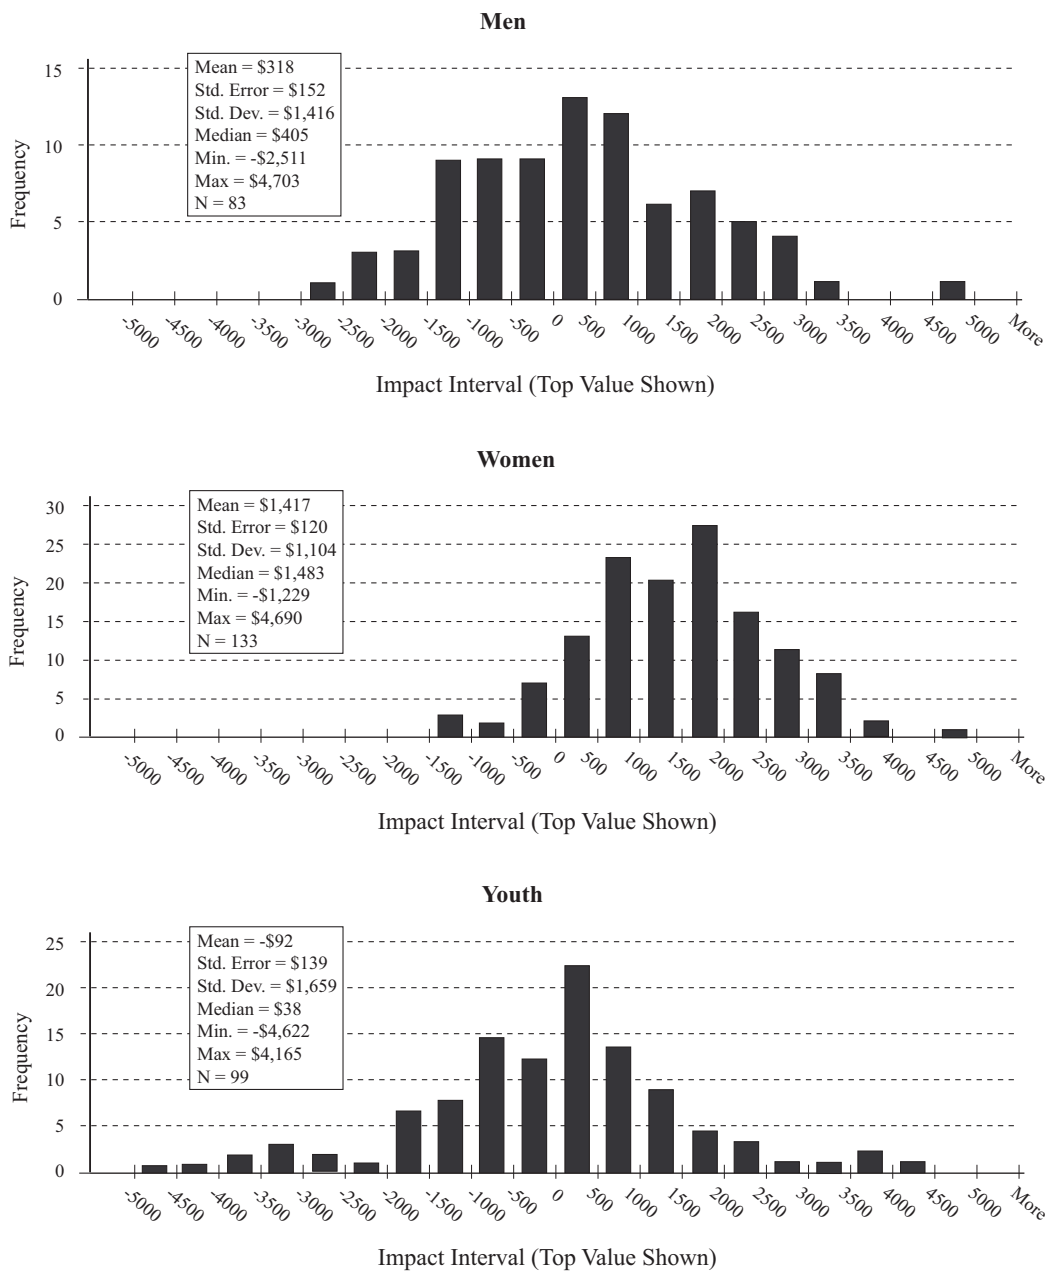 Men
15
10
5
0
Frequency
Mean = $318
Std. Error = $152
Std. Dev. = $1,416
Median = $405
Min. = -$2,511
Max = $4,703
N = 83
-5000 -4500 -4000 -3500 -3000 -2500 -2000 -1500 -1000 -500 0 500 1000 1500 2000 2500 3000 3500 4000 4500 5000 More
Impact Interval (Top Value Shown)
Women
30
25
20
15
10
5
0
Frequency
Mean = $1,417
Std. Error = $120
Std. Dev. = $1,104
Median = $1,483
Min. = -$1,229
Max = $4,690
N = 133
-5000 -4500 -4000 -3500 -3000 -2500 -2000 -1500 -1000 -500 0 500 1000 1500 2000 2500 3000 3500 4000 4500 5000 More
Impact Interval (Top Value Shown)
Youth
25
20
15
10
5
0
Frequency
Mean = -$92
Std. Error = $139
Std. Dev. = $1,659
Median = $38
Min. = -$4,622
Max = $4,165
N = 99
-5000 -4500 -4000 -3500 -3000 -2500 -2000 -1500 -1000 -500 0 500 1000 1500 2000 2500 3000 3500 4000 4500 5000 More
Impact Interval (Top Value Shown)